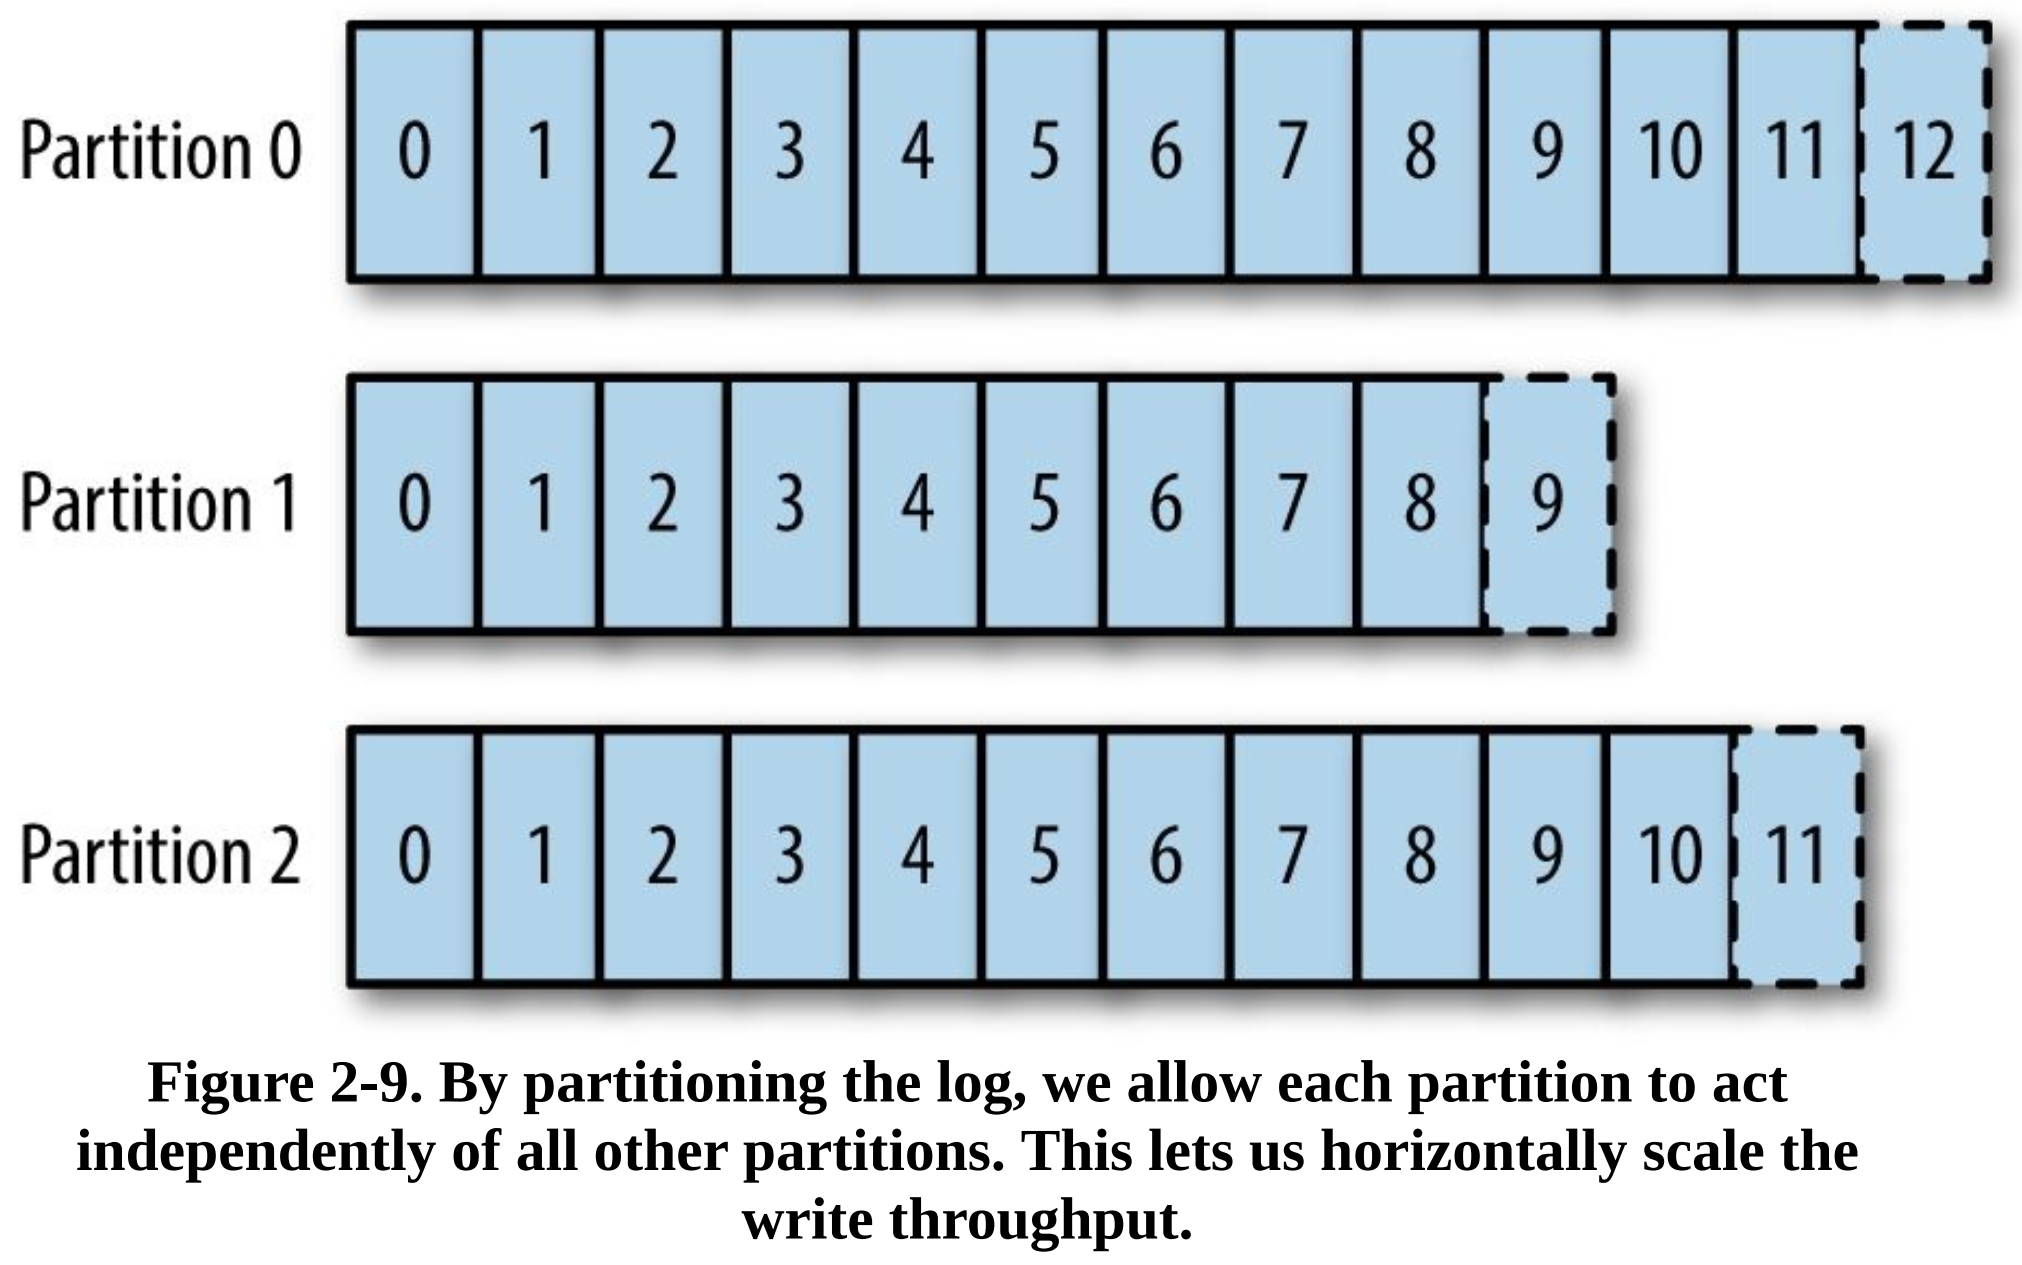 Partition 0 0 1 2 3 4 5 6 7 8 9 10 11 12
Partition 1 0 1 2 3 4 5 6 7 8 9
Partition 2 0 1 2 3 4 5 6 7 8 9 10 11
Figure 2-9. By partitioning the log, we allow each partition to act
independently of all other partitions. This lets us horizontally scale the
write throughput.